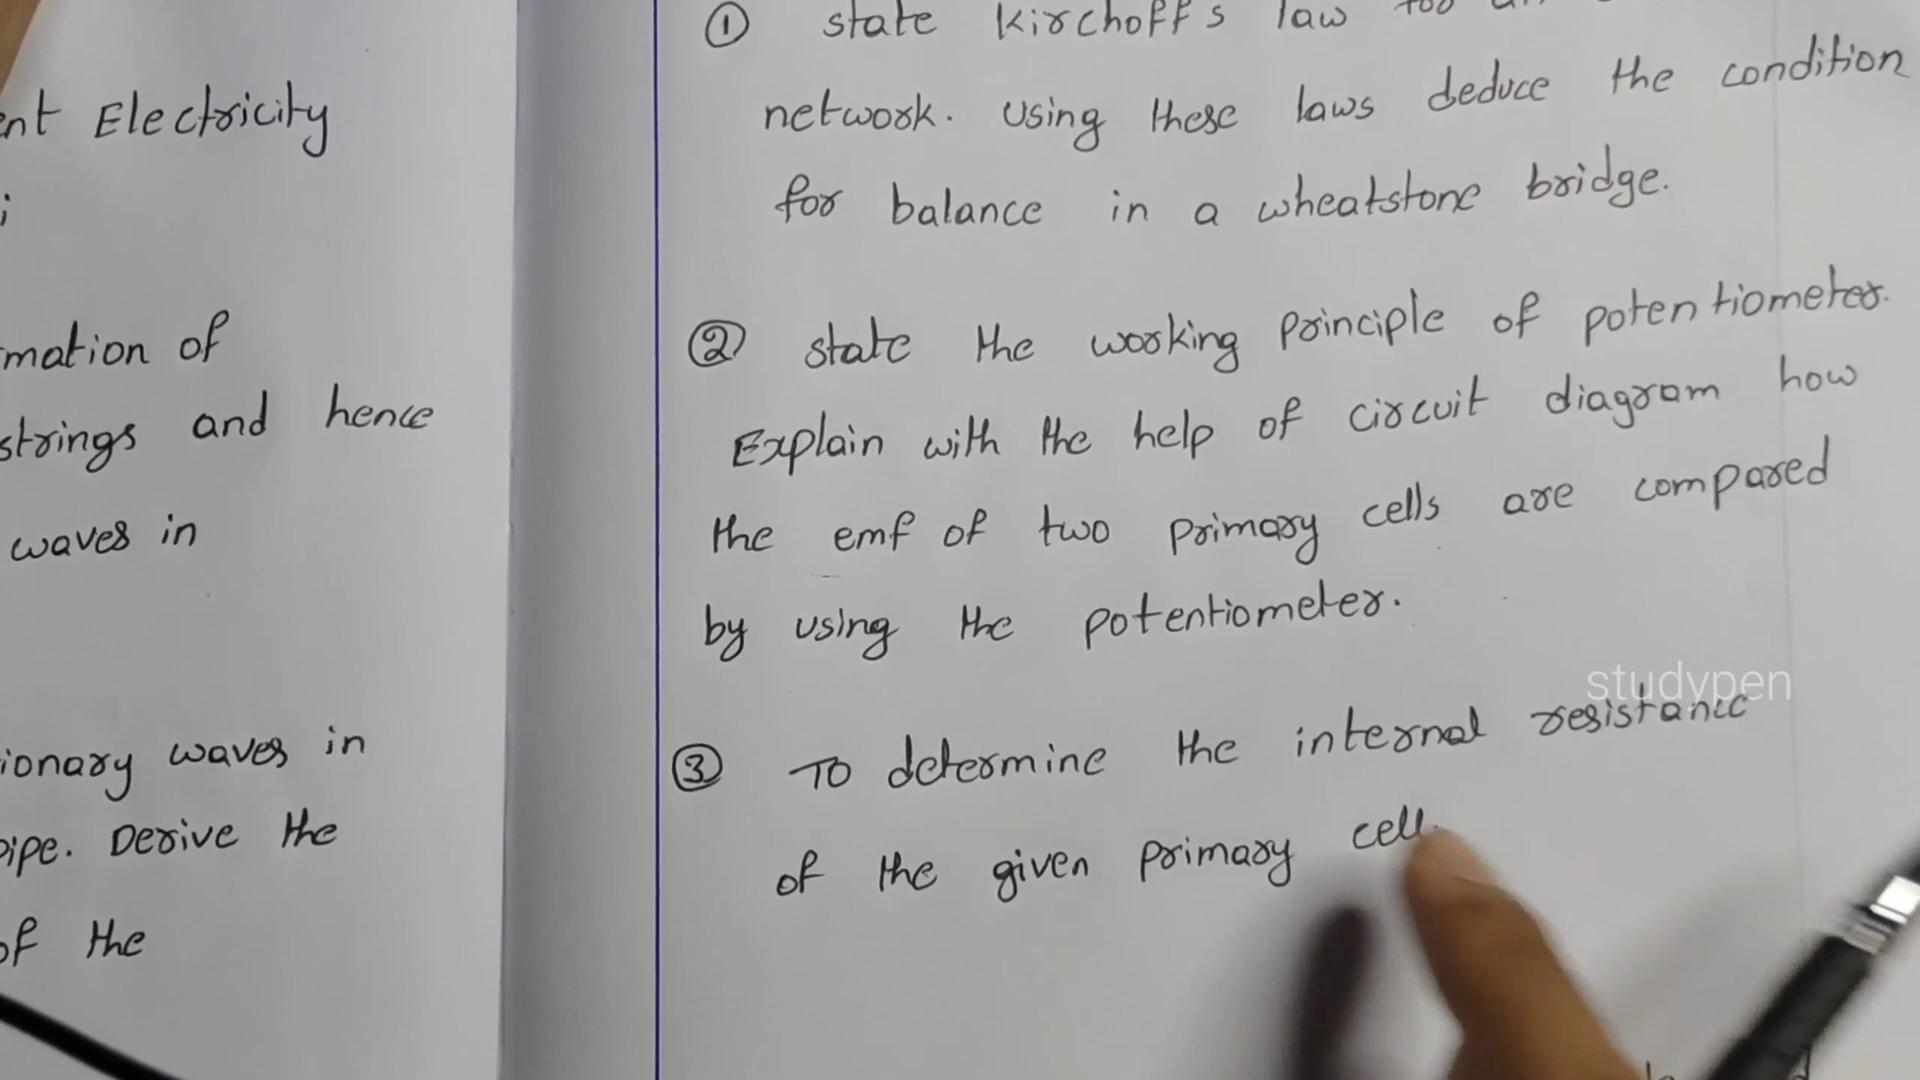 ent Electricity
mation of
strings and hence
waves in
ionary waves in
pipe. Derive the
of the
① state Kirchoff's law
network. Using these laws deduce the condition
for balance in a wheatstone bridge.
② state the working principle of potentiometer.
Explain with the help of circuit diagram how
the emf of two primary cells are compared
by using the potentiometer.
studypen
③ To determine the internal resistance
of the given primary cell.